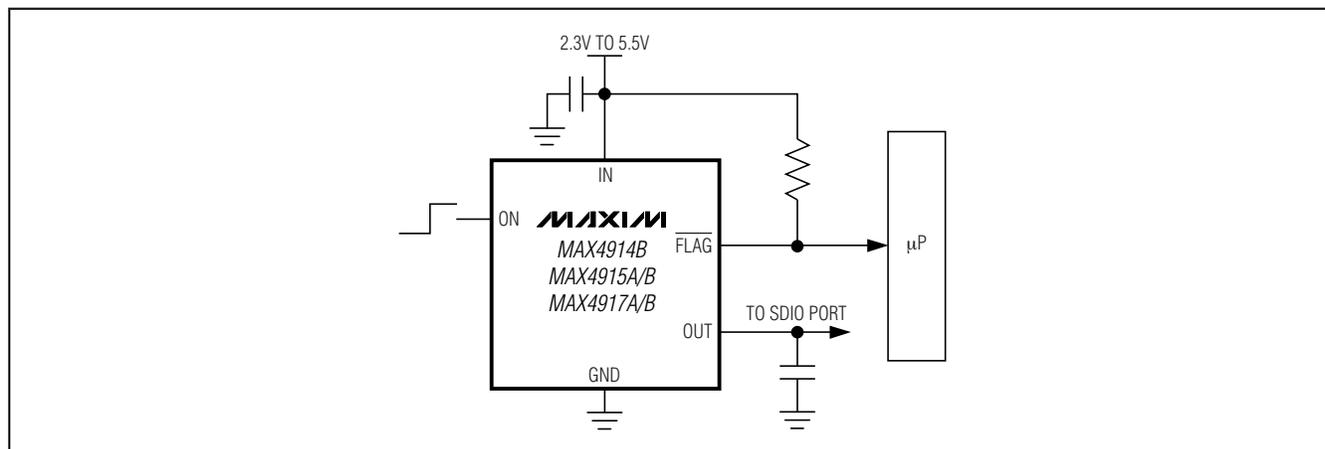 2.3V TO 5.5V
IN
ON
MAXIM
MAX4914B
MAX4915A/B
MAX4917A/B
FLAG
µP
TO SDIO PORT
OUT
GND